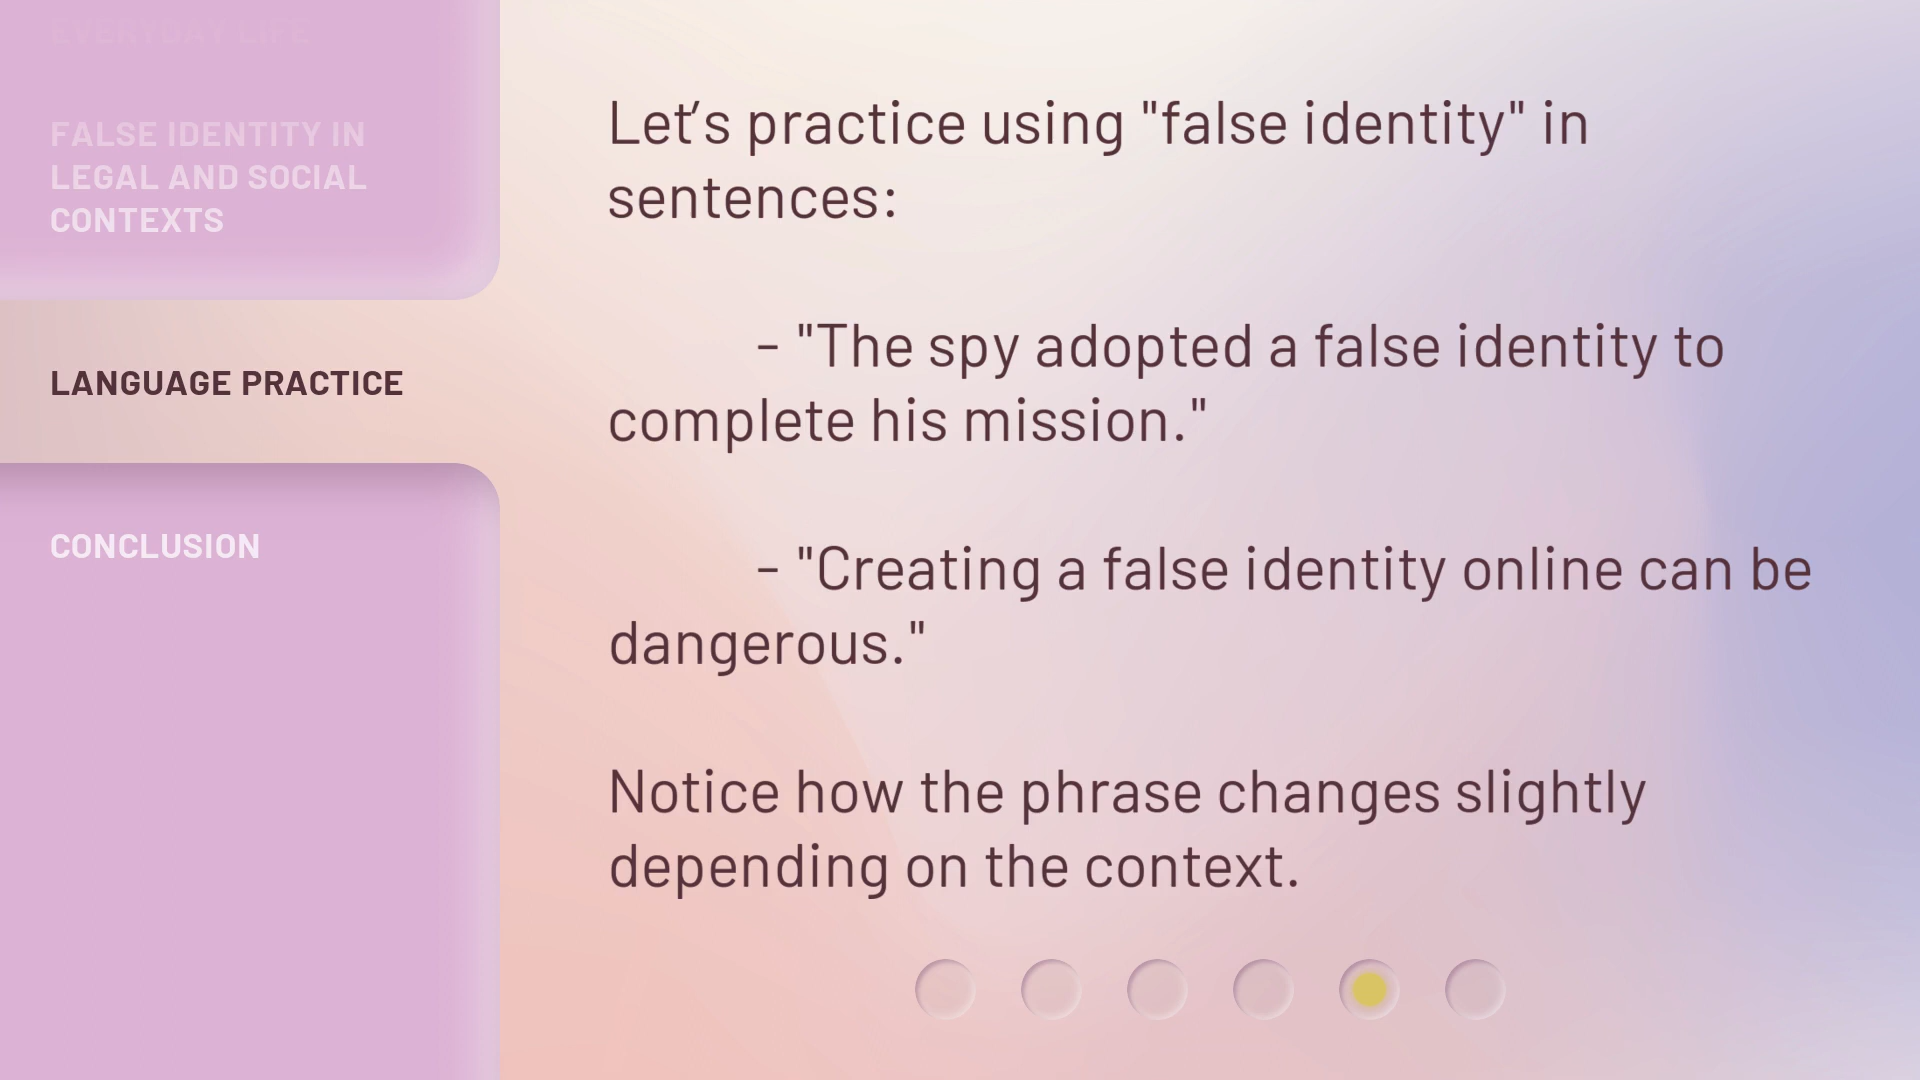 EVERYDAY LIFE
FALSE IDENTITY IN
LEGAL AND SOCIAL
CONTEXTS
LANGUAGE PRACTICE
CONCLUSION
Let’s practice using "false identity" in
sentences:
- "The spy adopted a false identity to
complete his mission."
- "Creating a false identity online can be
dangerous."
Notice how the phrase changes slightly
depending on the context.